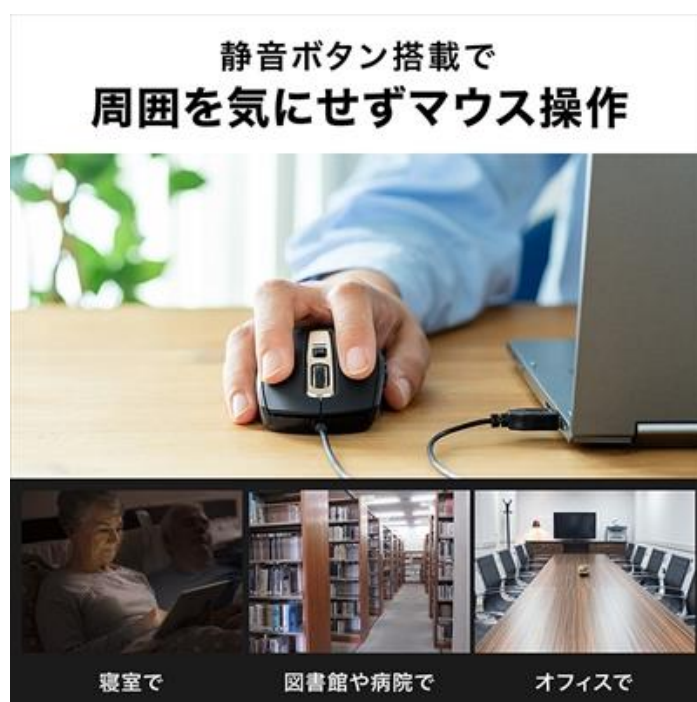 静音ボタン搭載で
周囲を気にせずマウス操作
寝室で
図書館や病院で
オフィスで